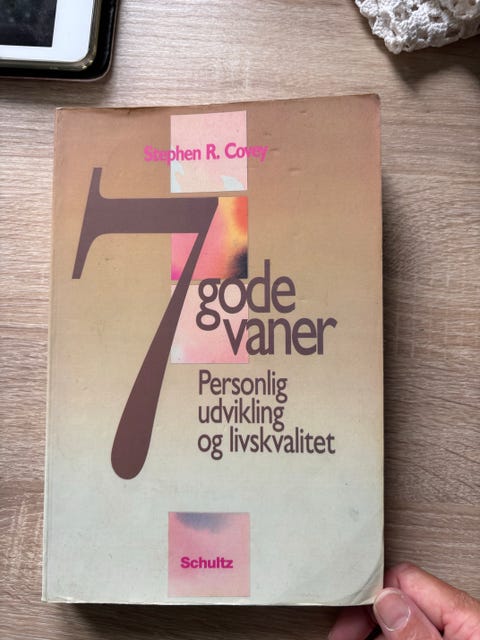 Stephen R. Covey
7
gode
vaner
Personlig
udvikling
og livskvalitet
Schultz